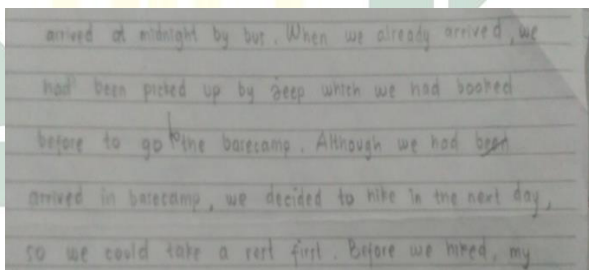 arrived at midnight by bus. When we already arrived, we
had been picked up by jeep which we had booked
before to go to the basecamp. Although we had been
arrived in basecamp, we decided to hike in the next day,
so we could take a rest first. Before we hiked, my